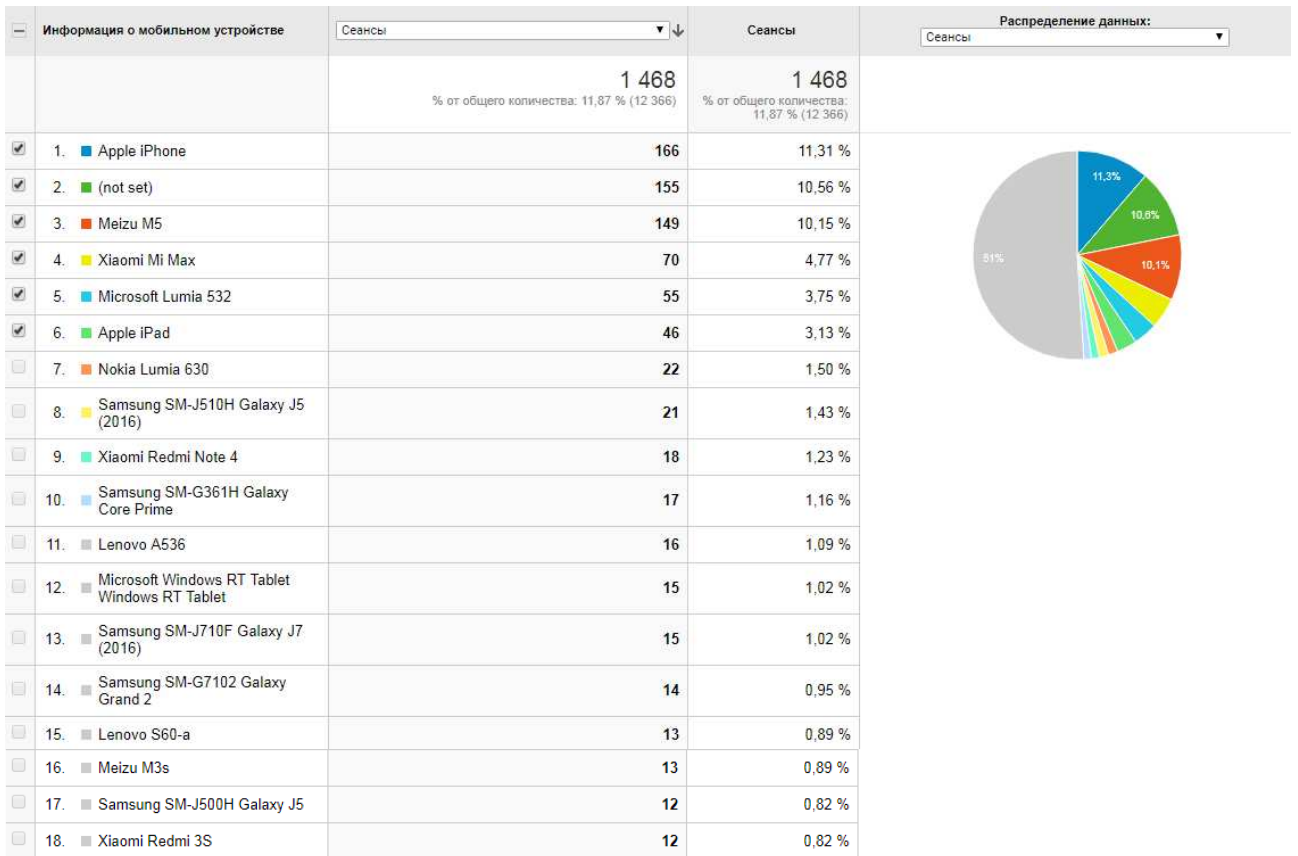 Информация о мобильном устройстве
Сеансы
Сеансы
Распределение данных:
Сеансы
1 468
% от общего количества: 11,87 % (12 366)
1 468
% от общего количества:
11,87 % (12 366)
1. Apple iPhone 166 11,31 %
2. (not set) 155 10,56 %
3. Meizu M5 149 10,15 %
4. Xiaomi Mi Max 70 4,77 %
5. Microsoft Lumia 532 55 3,75 %
6. Apple iPad 46 3,13 %
7. Nokia Lumia 630 22 1,50 %
8. Samsung SM-J510H Galaxy J5
(2016) 21 1,43 %
9. Xiaomi Redmi Note 4 18 1,23 %
10. Samsung SM-G361H Galaxy
Core Prime 17 1,16 %
11. Lenovo A536 16 1,09 %
12. Microsoft Windows RT Tablet
Windows RT Tablet 15 1,02 %
13. Samsung SM-J710F Galaxy J7
(2016) 15 1,02 %
14. Samsung SM-G7102 Galaxy
Grand 2 14 0,95 %
15. Lenovo S60-a 13 0,89 %
16. Meizu M3s 13 0,89 %
17. Samsung SM-J500H Galaxy J5 12 0,82 %
18. Xiaomi Redmi 3S 12 0,82 %
11,3%
10,6%
10,1%
51%